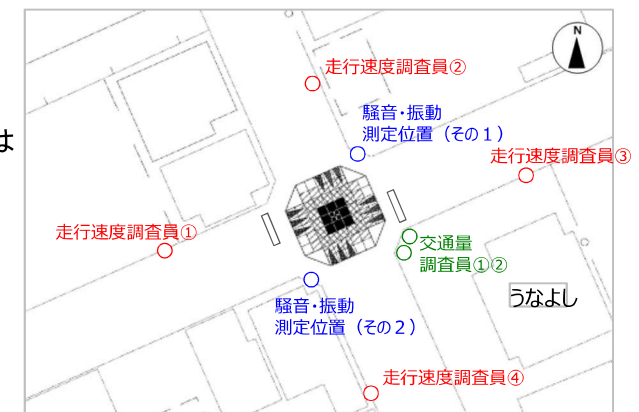 走行速度調査員②
N
騒音・振動
測定位置（その１）
は
走行速度調査員③
走行速度調査員①
交通量
調査員①②
うなよし
騒音・振動
測定位置（その２）
走行速度調査員④